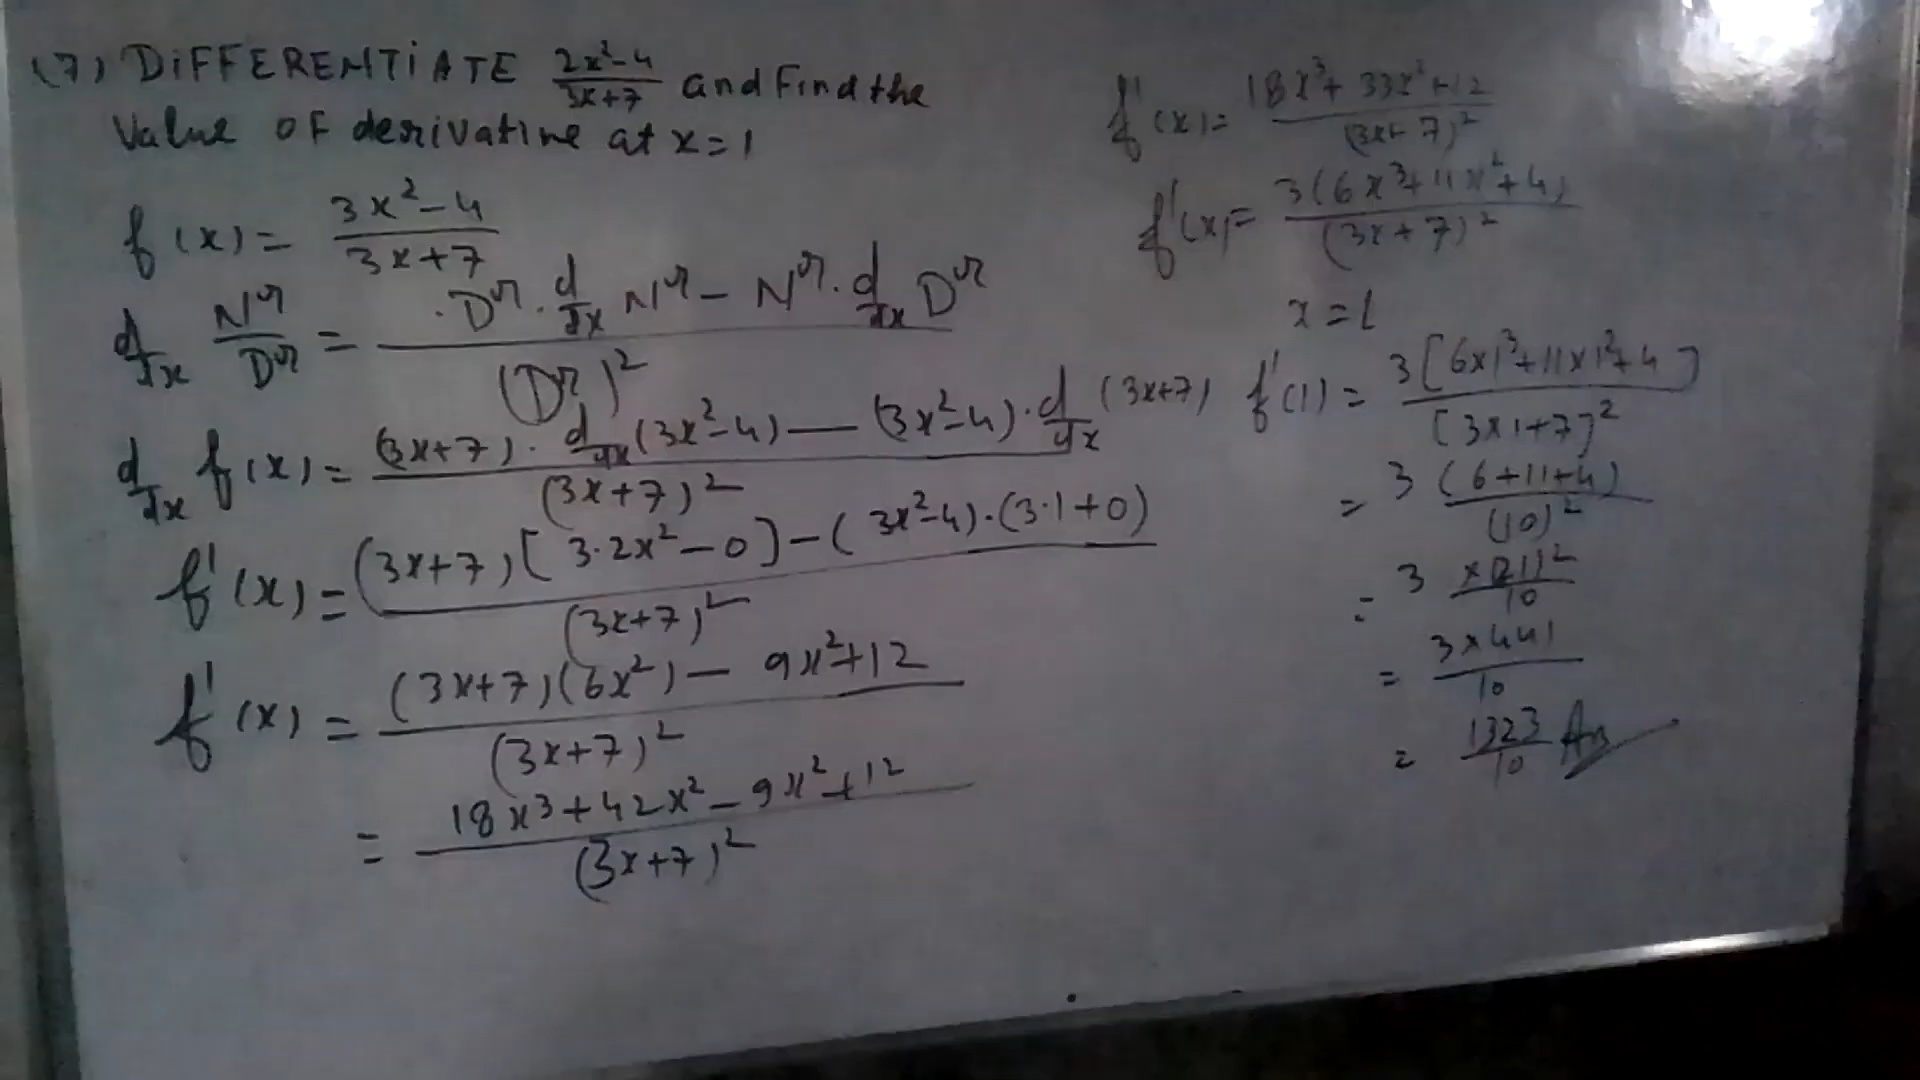 (7) DiFFERENTiATE (2x²-4)/(3x+7) and Find the
Value OF derivative at x=1
f(x) = (3x²-4)/(3x+7)
d/dx Nʳ/Dʳ = (Dʳ · d/dx Nʳ - Nʳ · d/dx Dʳ)/(Dʳ)²
d/dx f(x) = ((3x+7) · d/dx (3x²-4) — (3x²-4) · d/dx (3x+7))/(3x+7)²
f'(x) = ((3x+7)[3·2x²-0]-(3x²-4)·(3·1+0))/(3x+7)²
f'(x) = ((3x+7)(6x²) - 9x²+12)/(3x+7)²
= (18x³+42x²-9x²+12)/(3x+7)²
f'(x) = (18x³+33x²+12)/(3x+7)²
f'(x) = 3(6x³+11x²+4)/(3x+7)²
x=1
f'(1) = 3[6x1³+11x1²+4]/[3x1+7]²
= 3 (6+11+4)/(10)²
= 3 x(21)²/10
= 3x441/10
= 1323/10 An